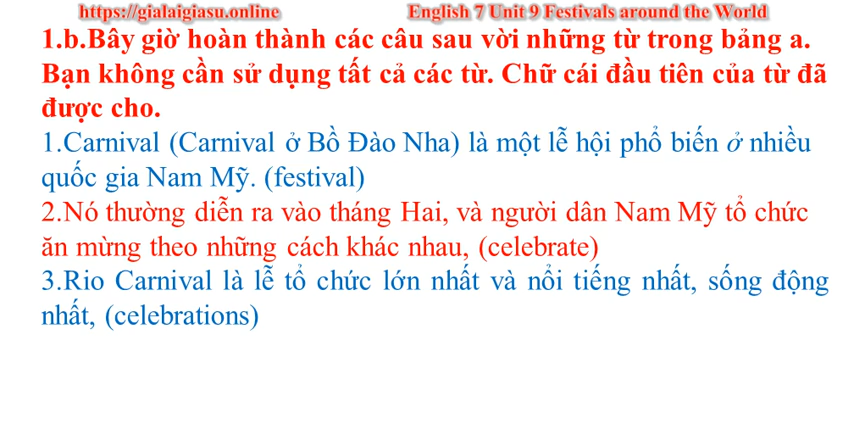 https://gialaigiasu.online English 7 Unit 9 Festivals around the World
1.b.Bây giờ hoàn thành các câu sau vời những từ trong bảng a.
Bạn không cần sử dụng tất cả các từ. Chữ cái đầu tiên của từ đã
được cho.
1.Carnival (Carnival ở Bồ Đào Nha) là một lễ hội phổ biến ở nhiều
quốc gia Nam Mỹ. (festival)
2.Nó thường diễn ra vào tháng Hai, và người dân Nam Mỹ tổ chức
ăn mừng theo những cách khác nhau, (celebrate)
3.Rio Carnival là lễ tổ chức lớn nhất và nổi tiếng nhất, sống động
nhất, (celebrations)